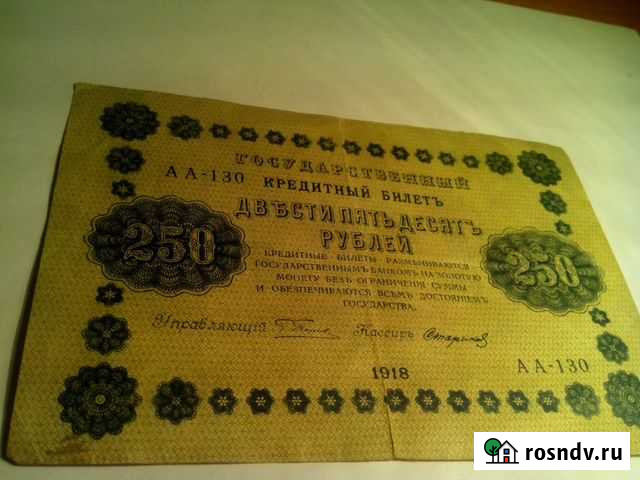 ГОСУДАРСТВЕННЫЙ
АА-130 КРЕДИТНЫЙ БИЛЕТЪ
ДВѢСТИ ПЯТЬДЕСЯТЪ
РУБЛЕЙ
250
250
КРЕДИТНЫЕ БИЛЕТЫ РАЗМѢНИВАЮТСЯ
ГОСУДАРСТВЕННЫМЪ БАНКОМЪ НА ЗОЛОТУЮ
МОНЕТУ БЕЗЪ ОГРАНИЧЕНІЯ СУММЫ
И ОБЕЗПЕЧИВАЮТСЯ ВСѢМЪ ДОСТОЯНІЕМЪ
ГОСУДАРСТВА.
Управляющій Кассиръ
1918
АА-130
rosndv.ru